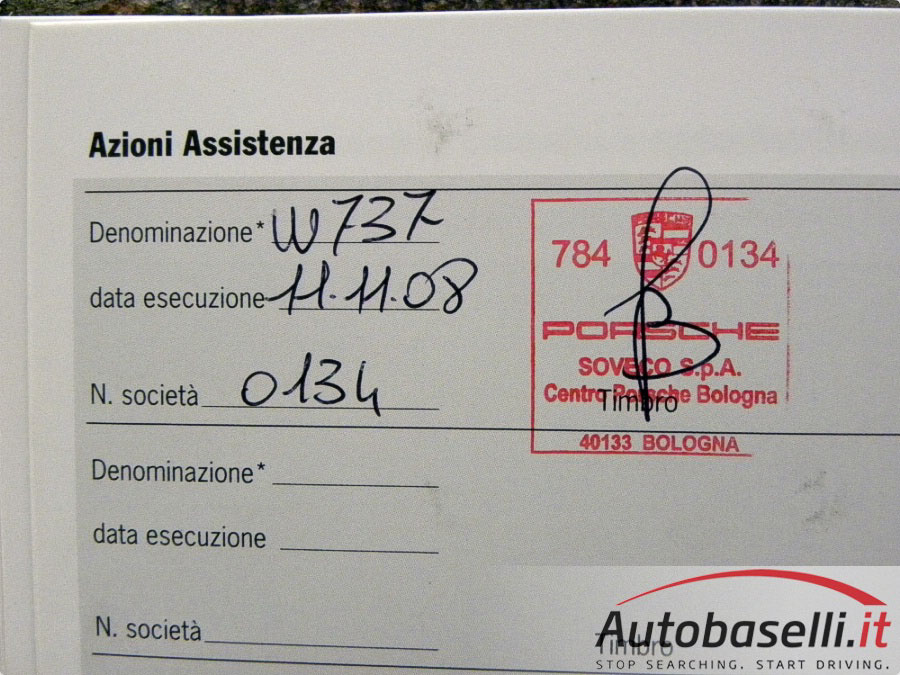 Azioni Assistenza
Denominazione* W737
data esecuzione 11.11.08
N. società 0134
784 0134
PORSCHE
SOVECO S.p.A.
Centro Porsche Bologna
Timbro
40133 BOLOGNA
Denominazione*
data esecuzione
N. società
Timbro
Autobaselli.it
STOP SEARCHING. START DRIVING.